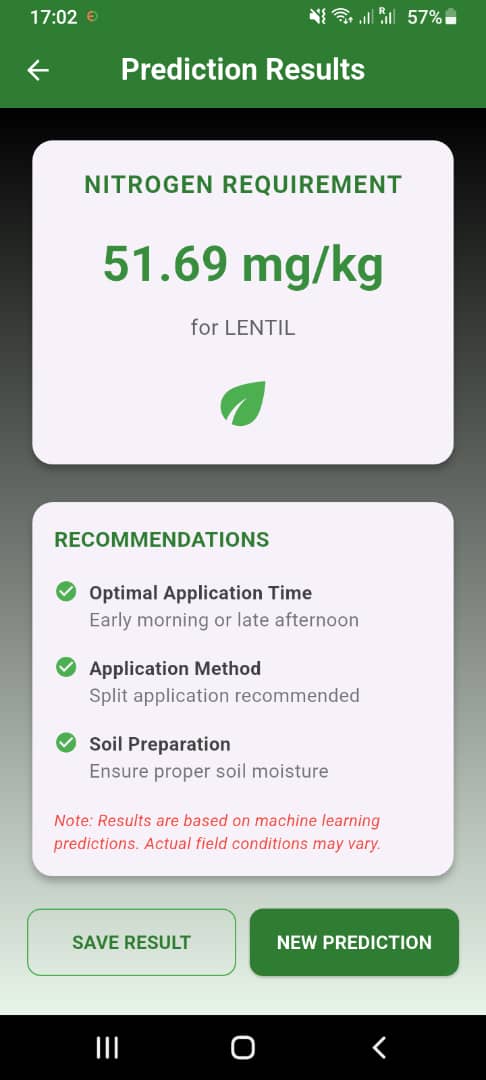 17:02
R
57%
Prediction Results
NITROGEN REQUIREMENT
51.69 mg/kg
for LENTIL
RECOMMENDATIONS
Optimal Application Time
Early morning or late afternoon
Application Method
Split application recommended
Soil Preparation
Ensure proper soil moisture
Note: Results are based on machine learning
predictions. Actual field conditions may vary.
SAVE RESULT
NEW PREDICTION